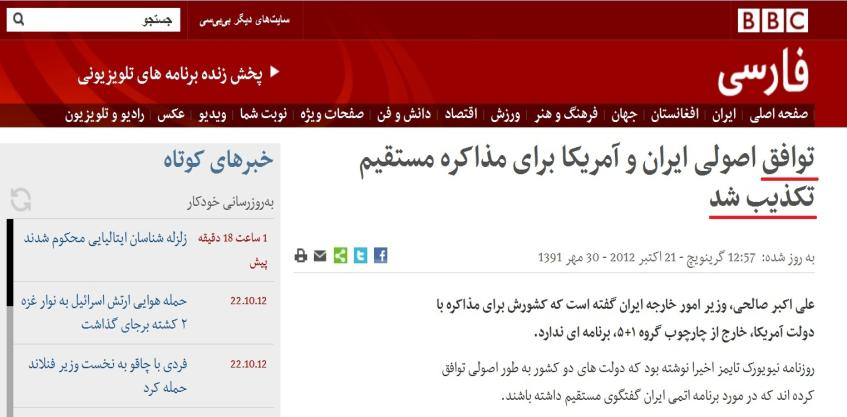 BBC
سایت‌های دیگر بی‌بی‌سی
جستجو
فارسی
پخش زنده برنامه های تلویزیونی
صفحه اصلی
ایران
افغانستان
جهان
فرهنگ و هنر
ورزش
اقتصاد
دانش و فن
صفحات ویژه
نوبت شما
ویدیو
عکس
رادیو و تلویزیون
توافق اصولی ایران و آمریکا برای مذاکره مستقیم
تکذیب شد
به روز شده: 12:57 گرینویچ - 21 اکتبر 2012 - 30 مهر 1391
علی اکبر صالحی، وزیر امور خارجه ایران گفته است که کشورش برای مذاکره با
دولت آمریکا، خارج از چارچوب گروه ۱+۵، برنامه ای ندارد.
روزنامه نیویورک تایمز اخیرا نوشته بود که دولت های دو کشور به طور اصولی توافق
کرده اند که در مورد برنامه اتمی ایران گفتگوی مستقیم داشته باشند.
خبرهای کوتاه
به‌روزرسانی خودکار
1 ساعت 18 دقیقه
پیش
زلزله شناسان ایتالیایی محکوم شدند
22.10.12
حمله هوایی ارتش اسرائیل به نوار غزه
۲ کشته برجای گذاشت
22.10.12
فردی با چاقو به نخست وزیر فنلاند
حمله کرد